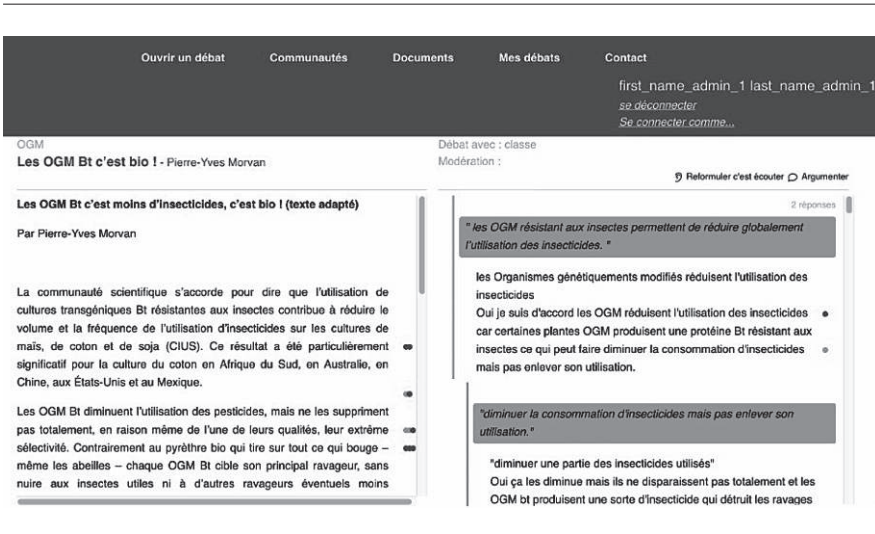 Ouvrir un débat Communautés Documents Mes débats Contact
first_name_admin_1 last_name_admin_1
se déconnecter
Se connecter comme...
OGM
Les OGM Bt c'est bio ! - Pierre-Yves Morvan
Débat avec : classe
Modération :
Reformuler c'est écouter Argumenter
Les OGM Bt c'est moins d'insecticides, c'est bio ! (texte adapté)
Par Pierre-Yves Morvan
La communauté scientifique s'accorde pour dire que l'utilisation de
cultures transgéniques Bt résistantes aux insectes contribue à réduire le
volume et la fréquence de l'utilisation d'insecticides sur les cultures de
maïs, de coton et de soja (CIUS). Ce résultat a été particulièrement
significatif pour la culture du coton en Afrique du Sud, en Australie, en
Chine, aux États-Unis et au Mexique.
Les OGM Bt diminuent l'utilisation des pesticides, mais ne les suppriment
pas totalement, en raison même de l'une de leurs qualités, leur extrême
sélectivité. Contrairement au pyrèthre bio qui tire sur tout ce qui bouge –
même les abeilles – chaque OGM Bt cible son principal ravageur, sans
nuire aux insectes utiles ni à d'autres ravageurs éventuels moins
2 réponses
" les OGM résistant aux insectes permettent de réduire globalement
l'utilisation des insecticides. "
les Organismes génétiquements modifiés réduisent l'utilisation des
insecticides
Oui je suis d'accord les OGM réduisent l'utilisation des insecticides
car certaines plantes OGM produisent une protéine Bt résistant aux
insectes ce qui peut faire diminuer la consommation d'insecticides
mais pas enlever son utilisation.
"diminuer la consommnation d'insecticides mais pas enlever son
utilisation."
"diminuer une partie des insecticides utilisés"
Oui ça les diminue mais ils ne disparaissent pas totalement et les
OGM bt produisent une sorte d'insecticide qui détruit les ravages